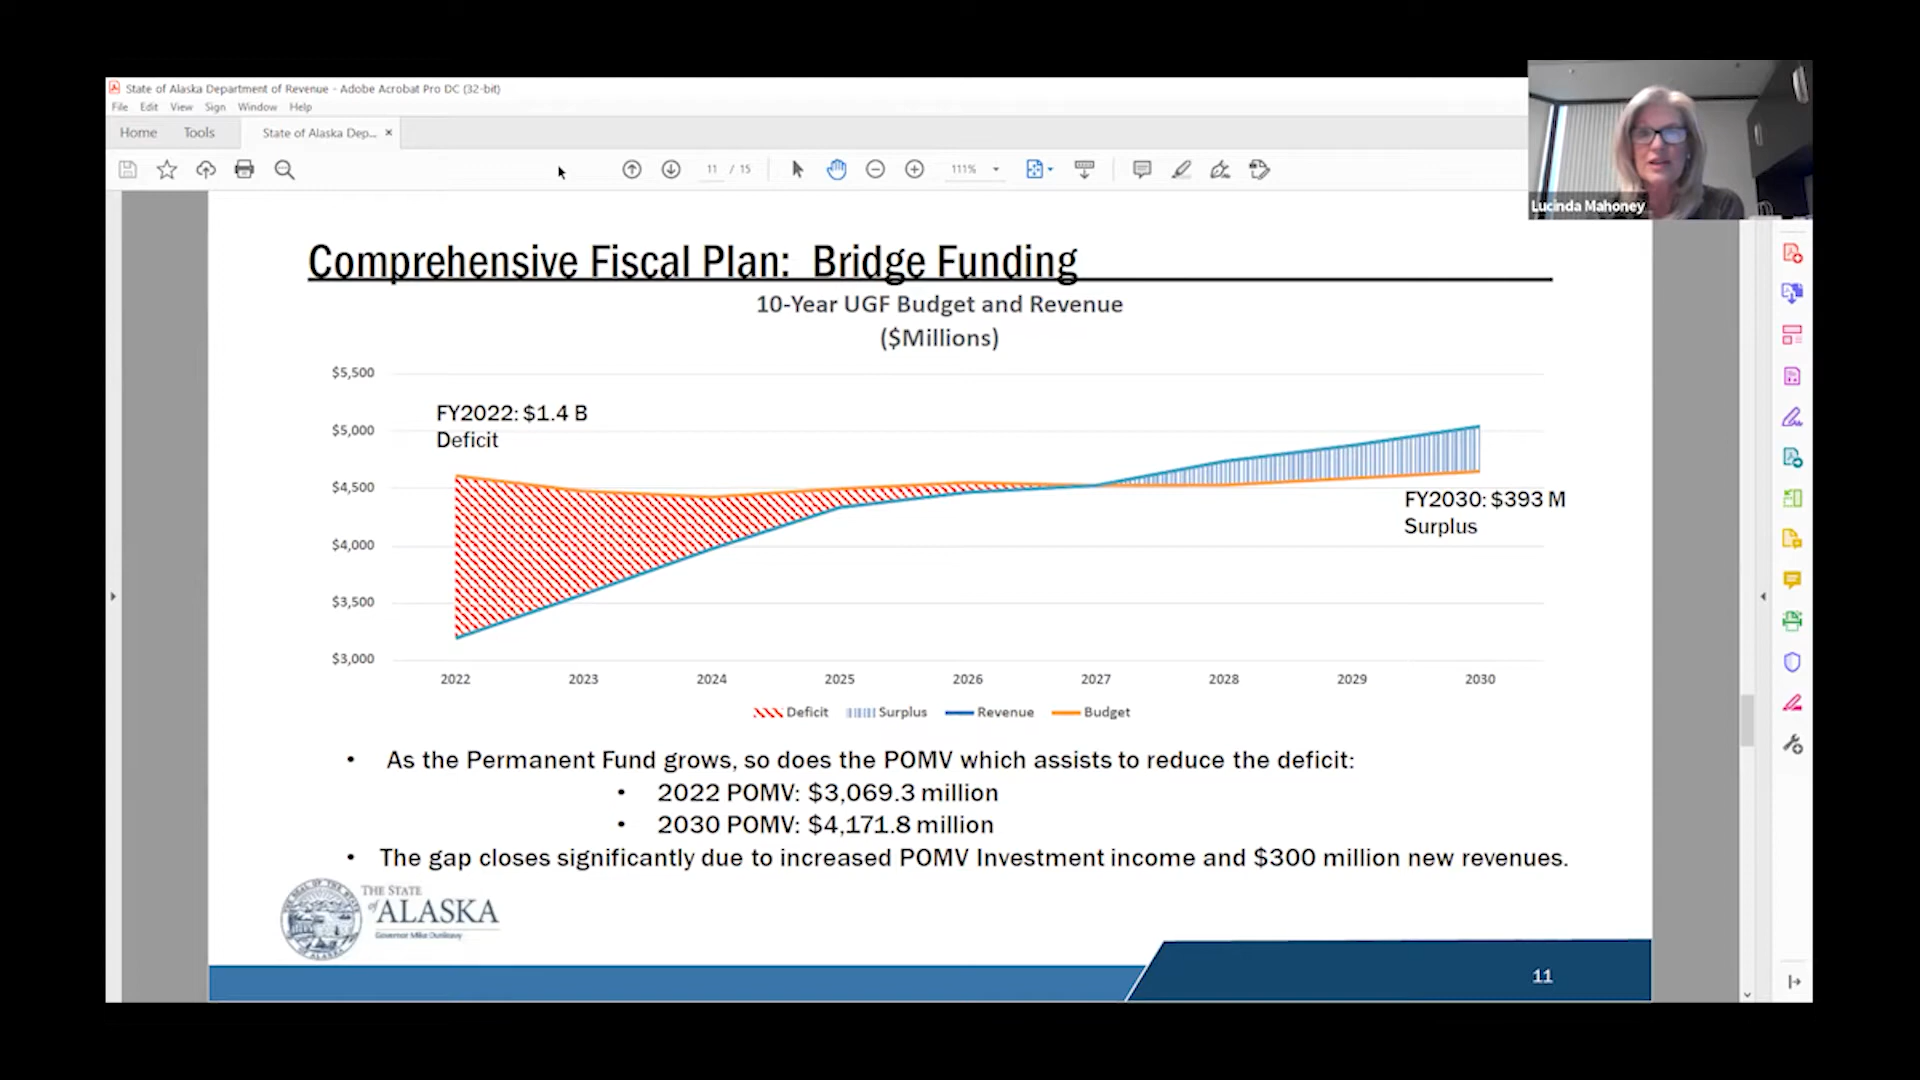 State of Alaska Department of Revenue - Adobe Acrobat Pro DC (32-bit)
File Edit View Sign Window Help
Home Tools State of Alaska Dep... ×
11 / 15 111%
Lucinda Mahoney
Comprehensive Fiscal Plan: Bridge Funding
10-Year UGF Budget and Revenue
($Millions)
$5,500
FY2022: $1.4 B
Deficit
$5,000
$4,500
FY2030: $393 M
Surplus
$4,000
$3,500
$3,000
2022 2023 2024 2025 2026 2027 2028 2029 2030
Deficit Surplus Revenue Budget
• As the Permanent Fund grows, so does the POMV which assists to reduce the deficit:
• 2022 POMV: $3,069.3 million
• 2030 POMV: $4,171.8 million
• The gap closes significantly due to increased POMV Investment income and $300 million new revenues.
THE STATE
of ALASKA
Governor Mike Dunleavy
11